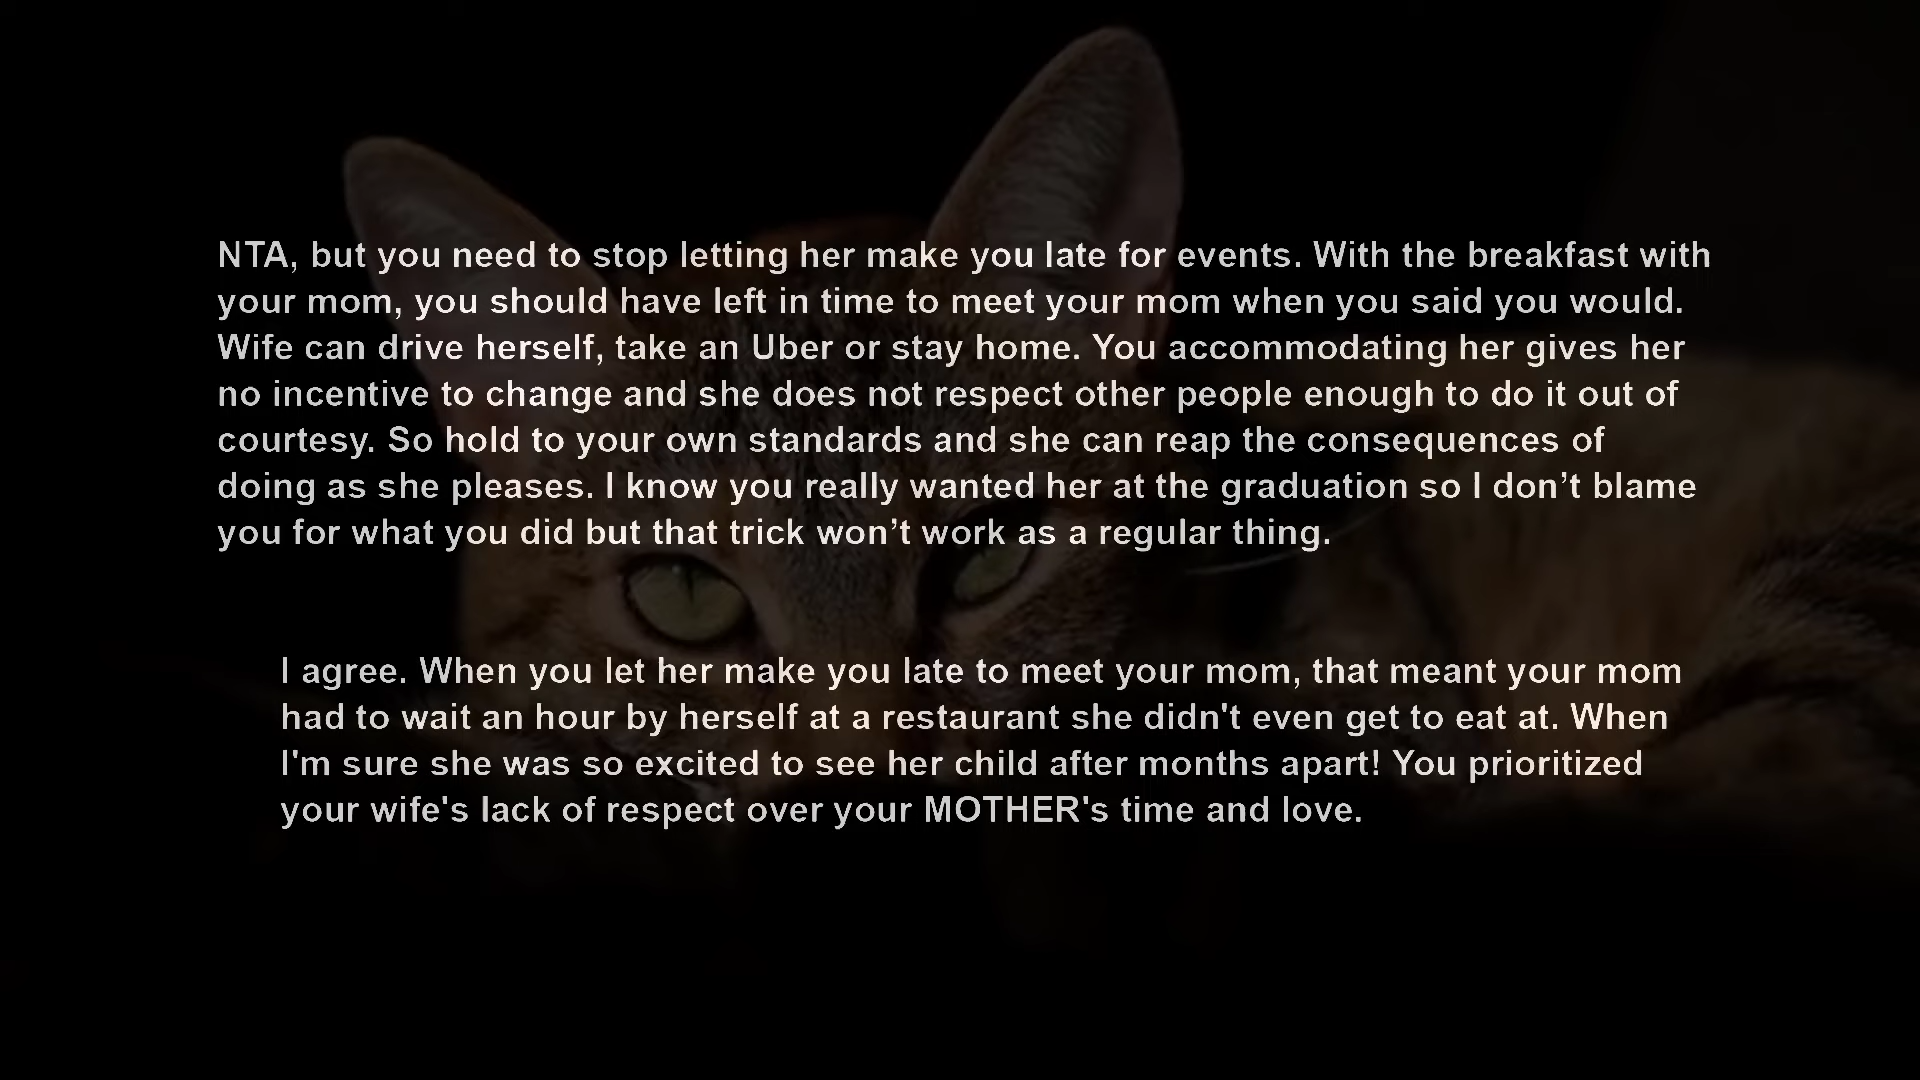 NTA, but you need to stop letting her make you late for events. With the breakfast with
your mom, you should have left in time to meet your mom when you said you would.
Wife can drive herself, take an Uber or stay home. You accommodating her gives her
no incentive to change and she does not respect other people enough to do it out of
courtesy. So hold to your own standards and she can reap the consequences of
doing as she pleases. I know you really wanted her at the graduation so I don’t blame
you for what you did but that trick won’t work as a regular thing.
I agree. When you let her make you late to meet your mom, that meant your mom
had to wait an hour by herself at a restaurant she didn't even get to eat at. When
I'm sure she was so excited to see her child after months apart! You prioritized
your wife's lack of respect over your MOTHER's time and love.